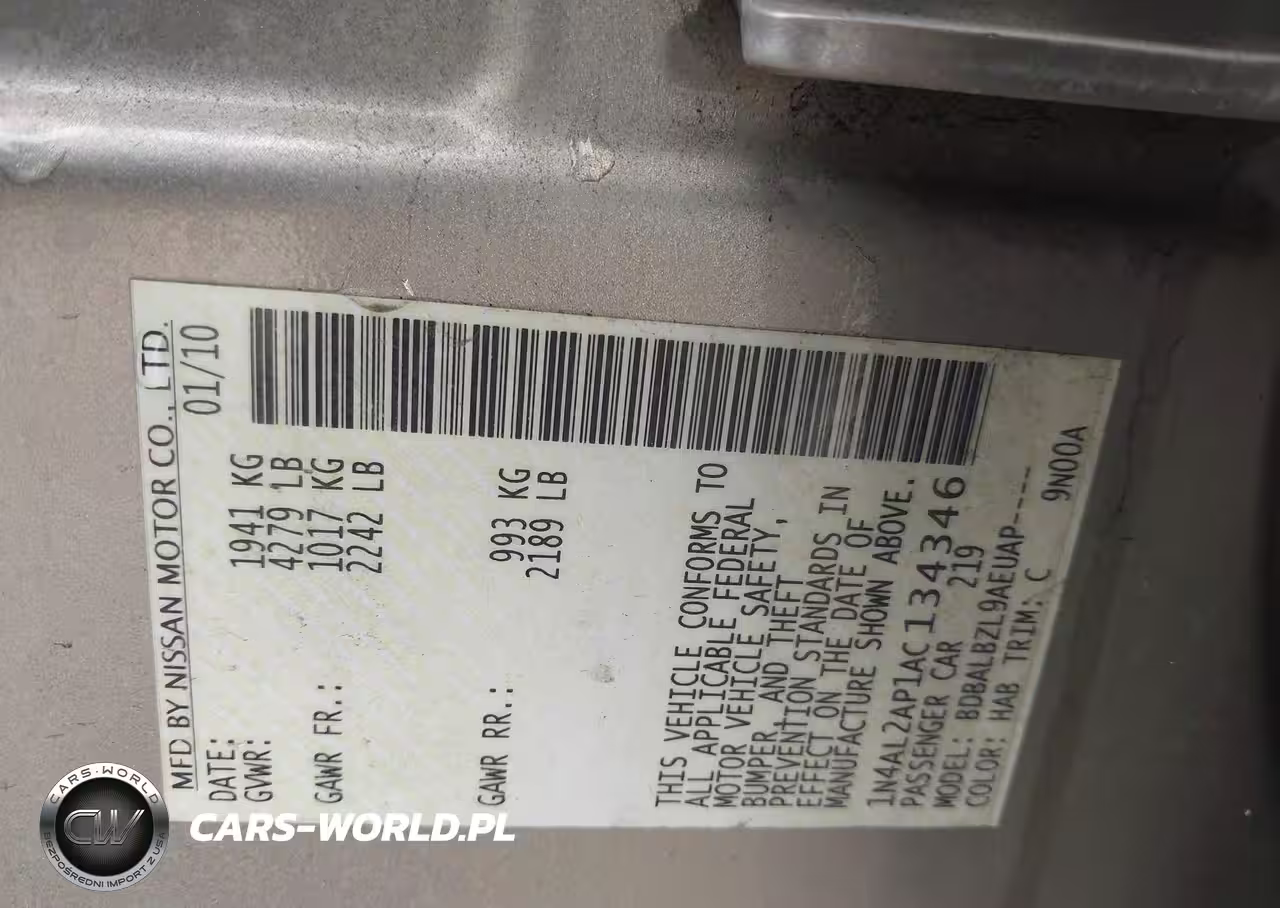 MFD BY NISSAN MOTOR CO., LTD.
DATE: 01/10
GVWR: 1941 KG
4279 LB
GAWR FR.: 1017 KG
2242 LB
GAWR RR.: 993 KG
2189 LB
THIS VEHICLE CONFORMS TO
ALL APPLICABLE FEDERAL
MOTOR VEHICLE SAFETY,
BUMPER, AND THEFT
PREVENTION STANDARDS IN
EFFECT ON THE DATE OF
MANUFACTURE SHOWN ABOVE.
1N4AL2AP1AC134346
PASSENGER CAR 219
MODEL: BDBALBZL9AEUAP-----
COLOR: HAB TRIM: C 9N00A
CARS-WORLD
CW
BEZPOŚREDNI IMPORT Z USA
CARS-WORLD.PL